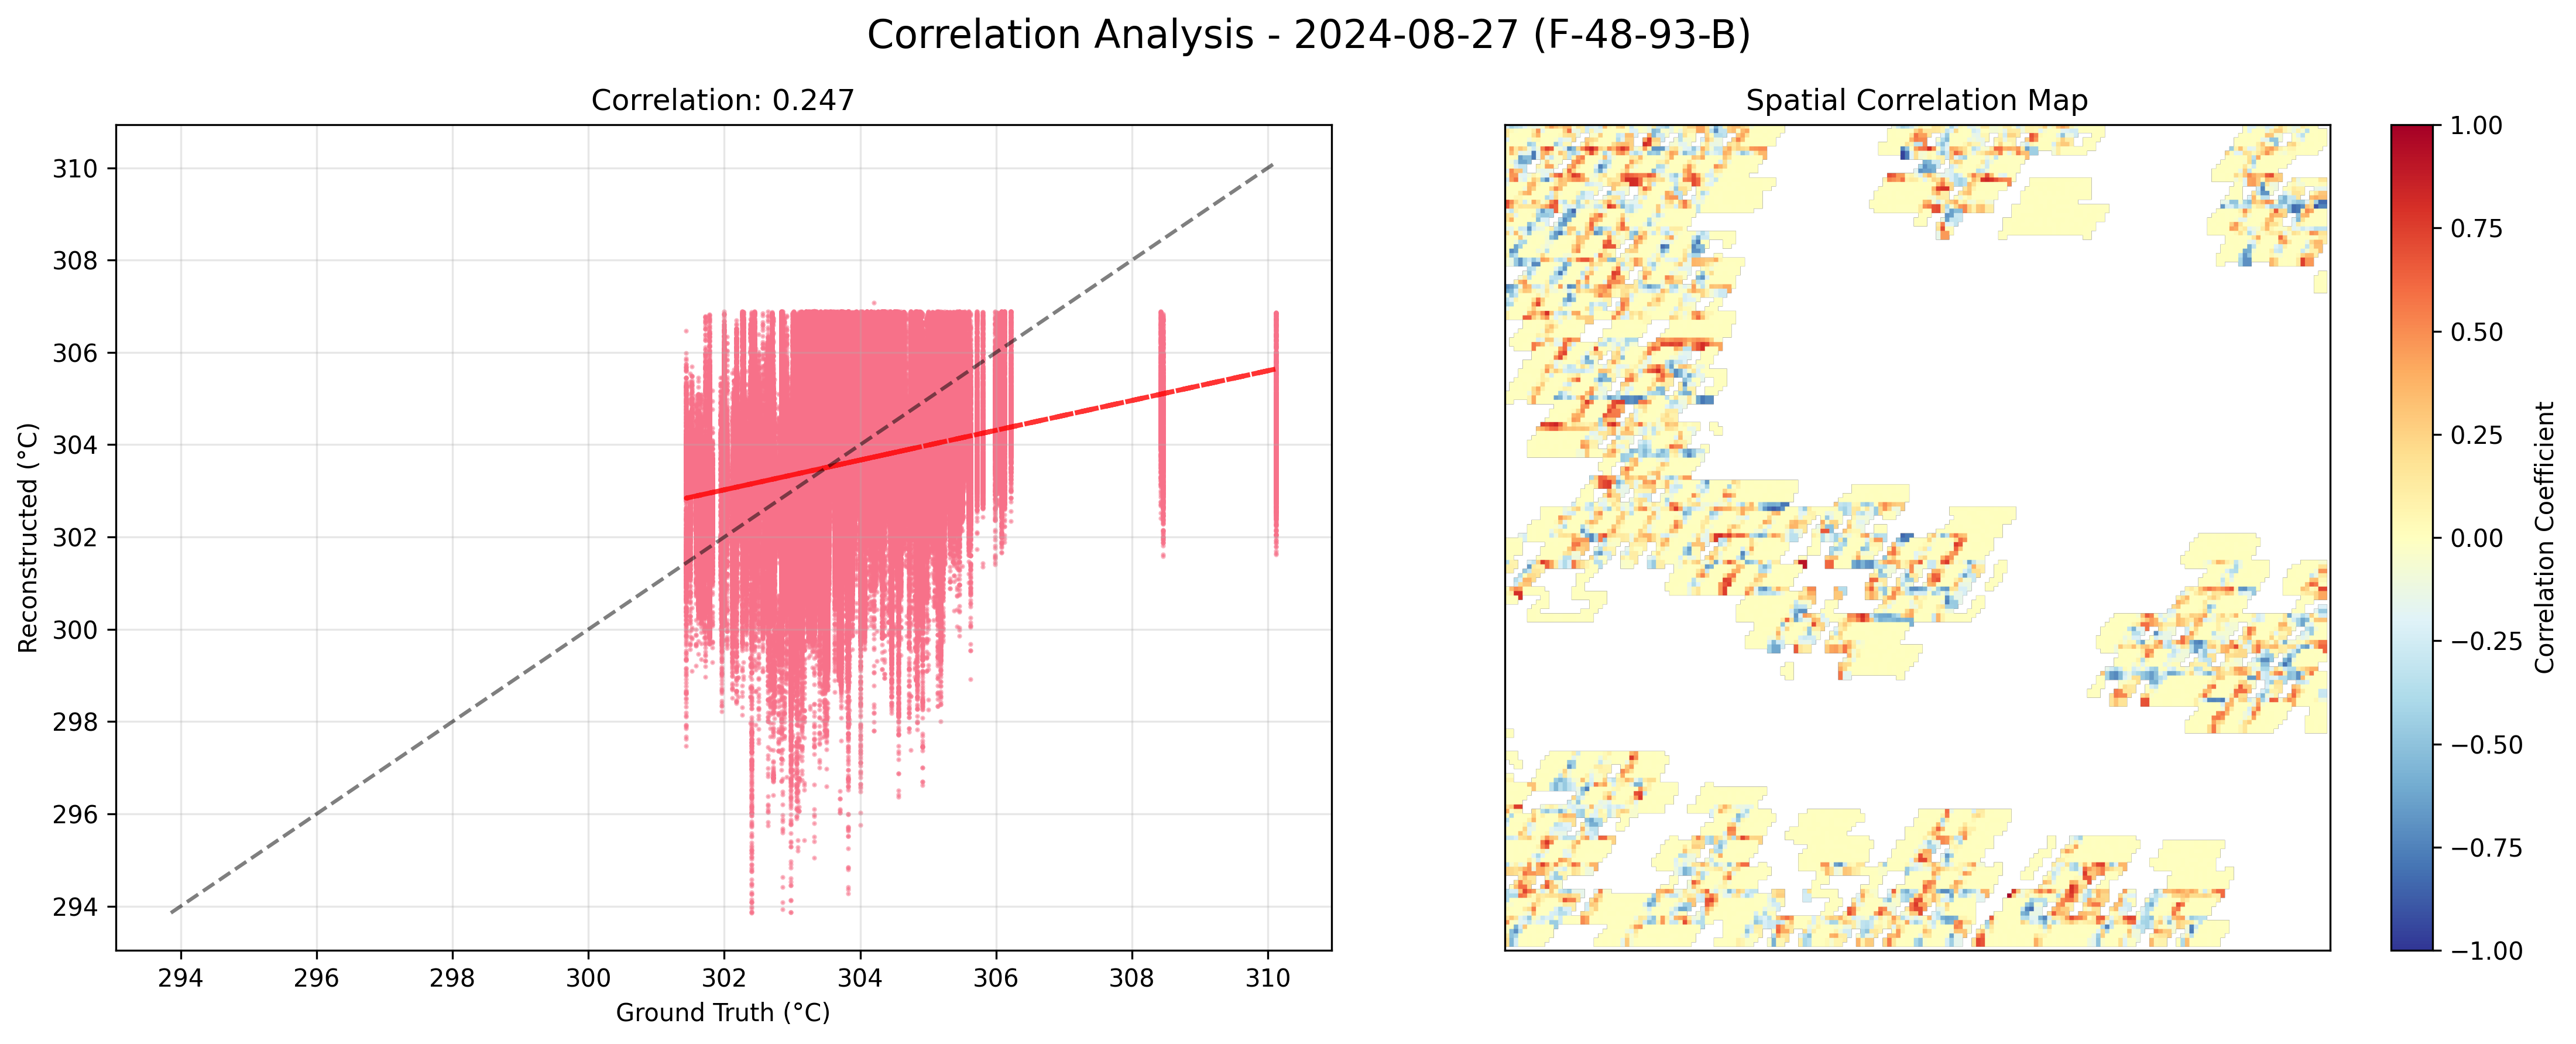 Correlation Analysis - 2024-08-27 (F-48-93-B)
Correlation: 0.247
Spatial Correlation Map
310
308
306
304
302
300
298
296
294
Reconstructed (°C)
294 296 298 300 302 304 306 308 310
Ground Truth (°C)
1.00
0.75
0.50
0.25
0.00
−0.25
−0.50
−0.75
−1.00
Correlation Coefficient